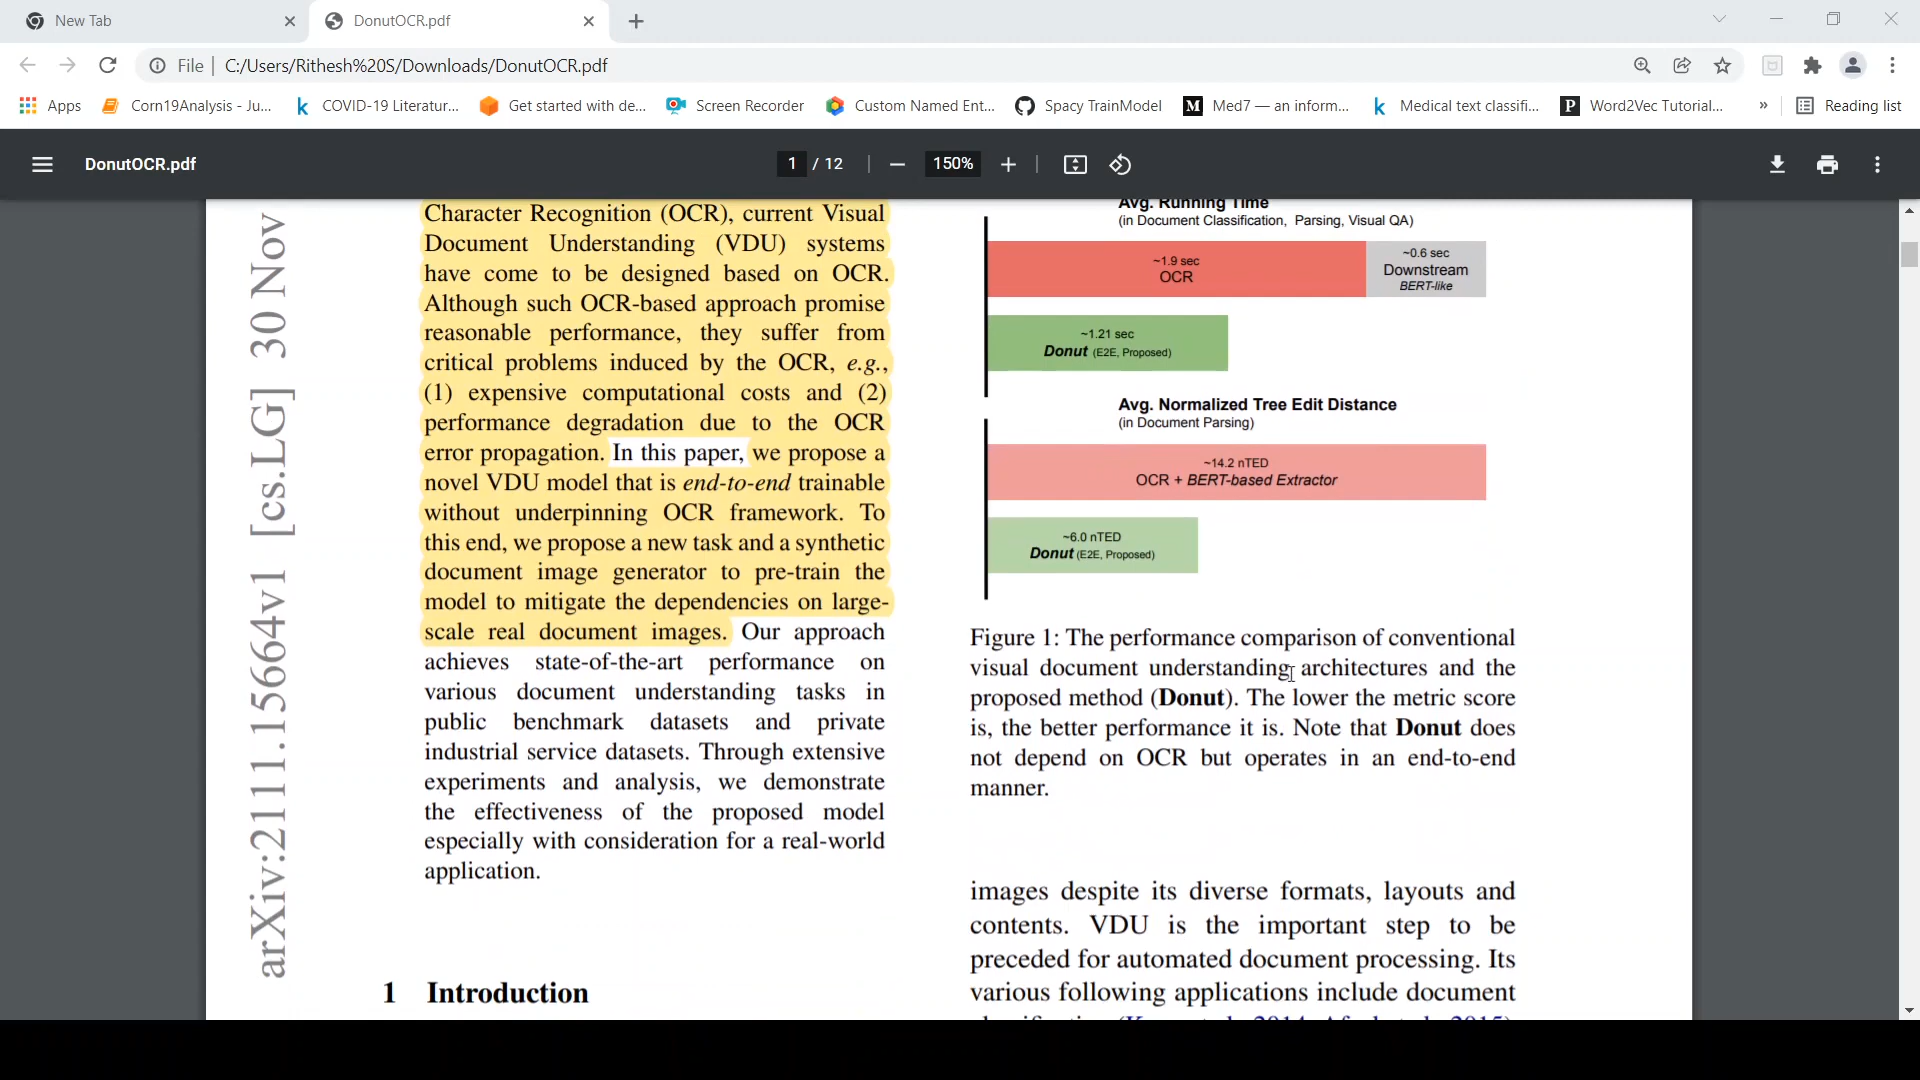 New Tab
DonutOCR.pdf
File
C:/Users/Rithesh%20S/Downloads/DonutOCR.pdf
Apps
Corn19Analysis - Ju...
COVID-19 Literatur...
Get started with de...
Screen Recorder
Custom Named Ent...
Spacy TrainModel
Med7 — an inform...
Medical text classifi...
Word2Vec Tutorial...
»
Reading list
DonutOCR.pdf
1 / 12
150%
arXiv:2111.15664v1 [cs.LG] 30 Nov
Character Recognition (OCR), current Visual
Document Understanding (VDU) systems
have come to be designed based on OCR.
Although such OCR-based approach promise
reasonable performance, they suffer from
critical problems induced by the OCR, e.g.,
(1) expensive computational costs and (2)
performance degradation due to the OCR
error propagation. In this paper, we propose a
novel VDU model that is end-to-end trainable
without underpinning OCR framework. To
this end, we propose a new task and a synthetic
document image generator to pre-train the
model to mitigate the dependencies on large-
scale real document images. Our approach
achieves state-of-the-art performance on
various document understanding tasks in
public benchmark datasets and private
industrial service datasets. Through extensive
experiments and analysis, we demonstrate
the effectiveness of the proposed model
especially with consideration for a real-world
application.
1 Introduction
Avg. Running Time
(in Document Classification, Parsing, Visual QA)
~1.9 sec
OCR
~0.6 sec
Downstream
BERT-like
~1.21 sec
Donut (E2E, Proposed)
Avg. Normalized Tree Edit Distance
(in Document Parsing)
~14.2 nTED
OCR + BERT-based Extractor
~6.0 nTED
Donut (E2E, Proposed)
Figure 1: The performance comparison of conventional
visual document understanding architectures and the
proposed method (Donut). The lower the metric score
is, the better performance it is. Note that Donut does
not depend on OCR but operates in an end-to-end
manner.
images despite its diverse formats, layouts and
contents. VDU is the important step to be
preceded for automated document processing. Its
various following applications include document